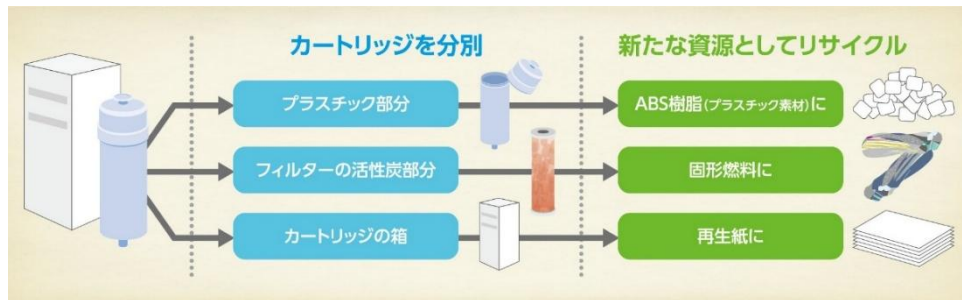 カートリッジを分別
新たな資源としてリサイクル
プラスチック部分
ABS樹脂(プラスチック素材)に
フィルターの活性炭部分
固形燃料に
カートリッジの箱
再生紙に